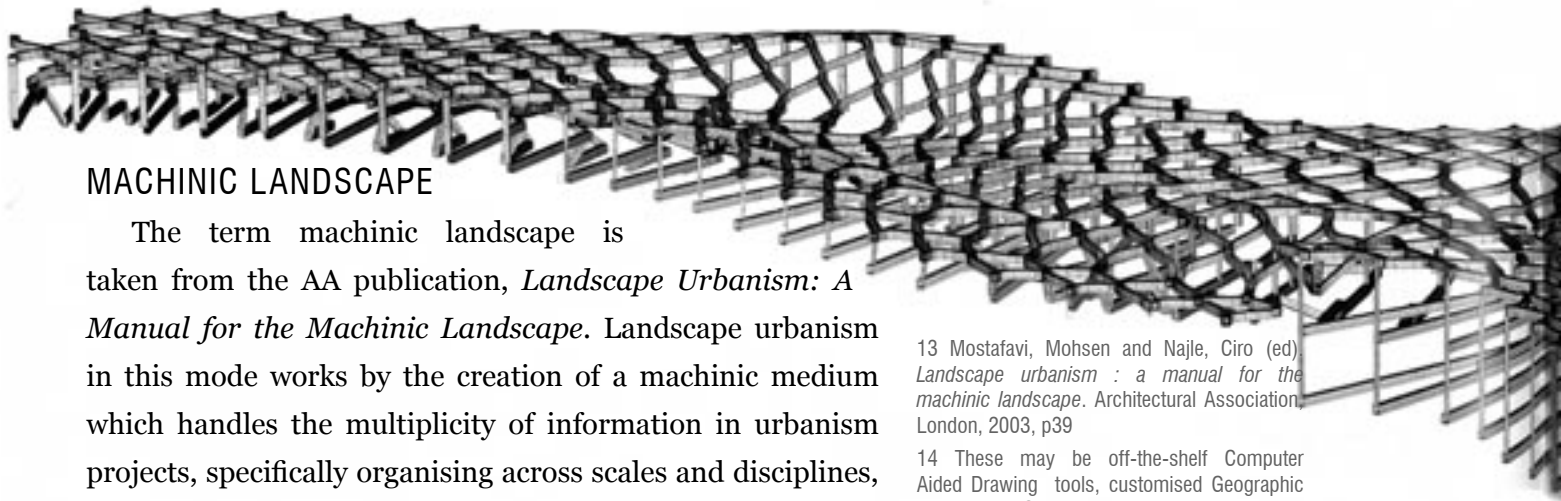 MACHINIC LANDSCAPE
The term machinic landscape is
taken from the AA publication, Landscape Urbanism: A
Manual for the Machinic Landscape. Landscape urbanism
in this mode works by the creation of a machinic medium
which handles the multiplicity of information in urbanism
projects, specifically organising across scales and disciplines,
13 Mostafavi, Mohsen and Najle, Ciro (ed),
Landscape urbanism : a manual for the
machinic landscape. Architectural Association,
London, 2003, p39
14 These may be off-the-shelf Computer
Aided Drawing tools, customised Geographic